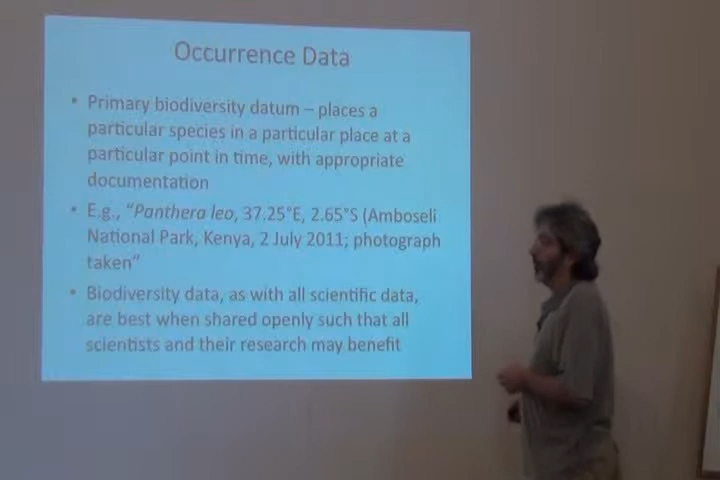 Occurrence Data
• Primary biodiversity datum – places a
particular species in a particular place at a
particular point in time, with appropriate
documentation
• E.g., “Panthera leo, 37.25°E, 2.65°S (Amboseli
National Park, Kenya, 2 July 2011; photograph
taken”
• Biodiversity data, as with all scientific data,
are best when shared openly such that all
scientists and their research may benefit